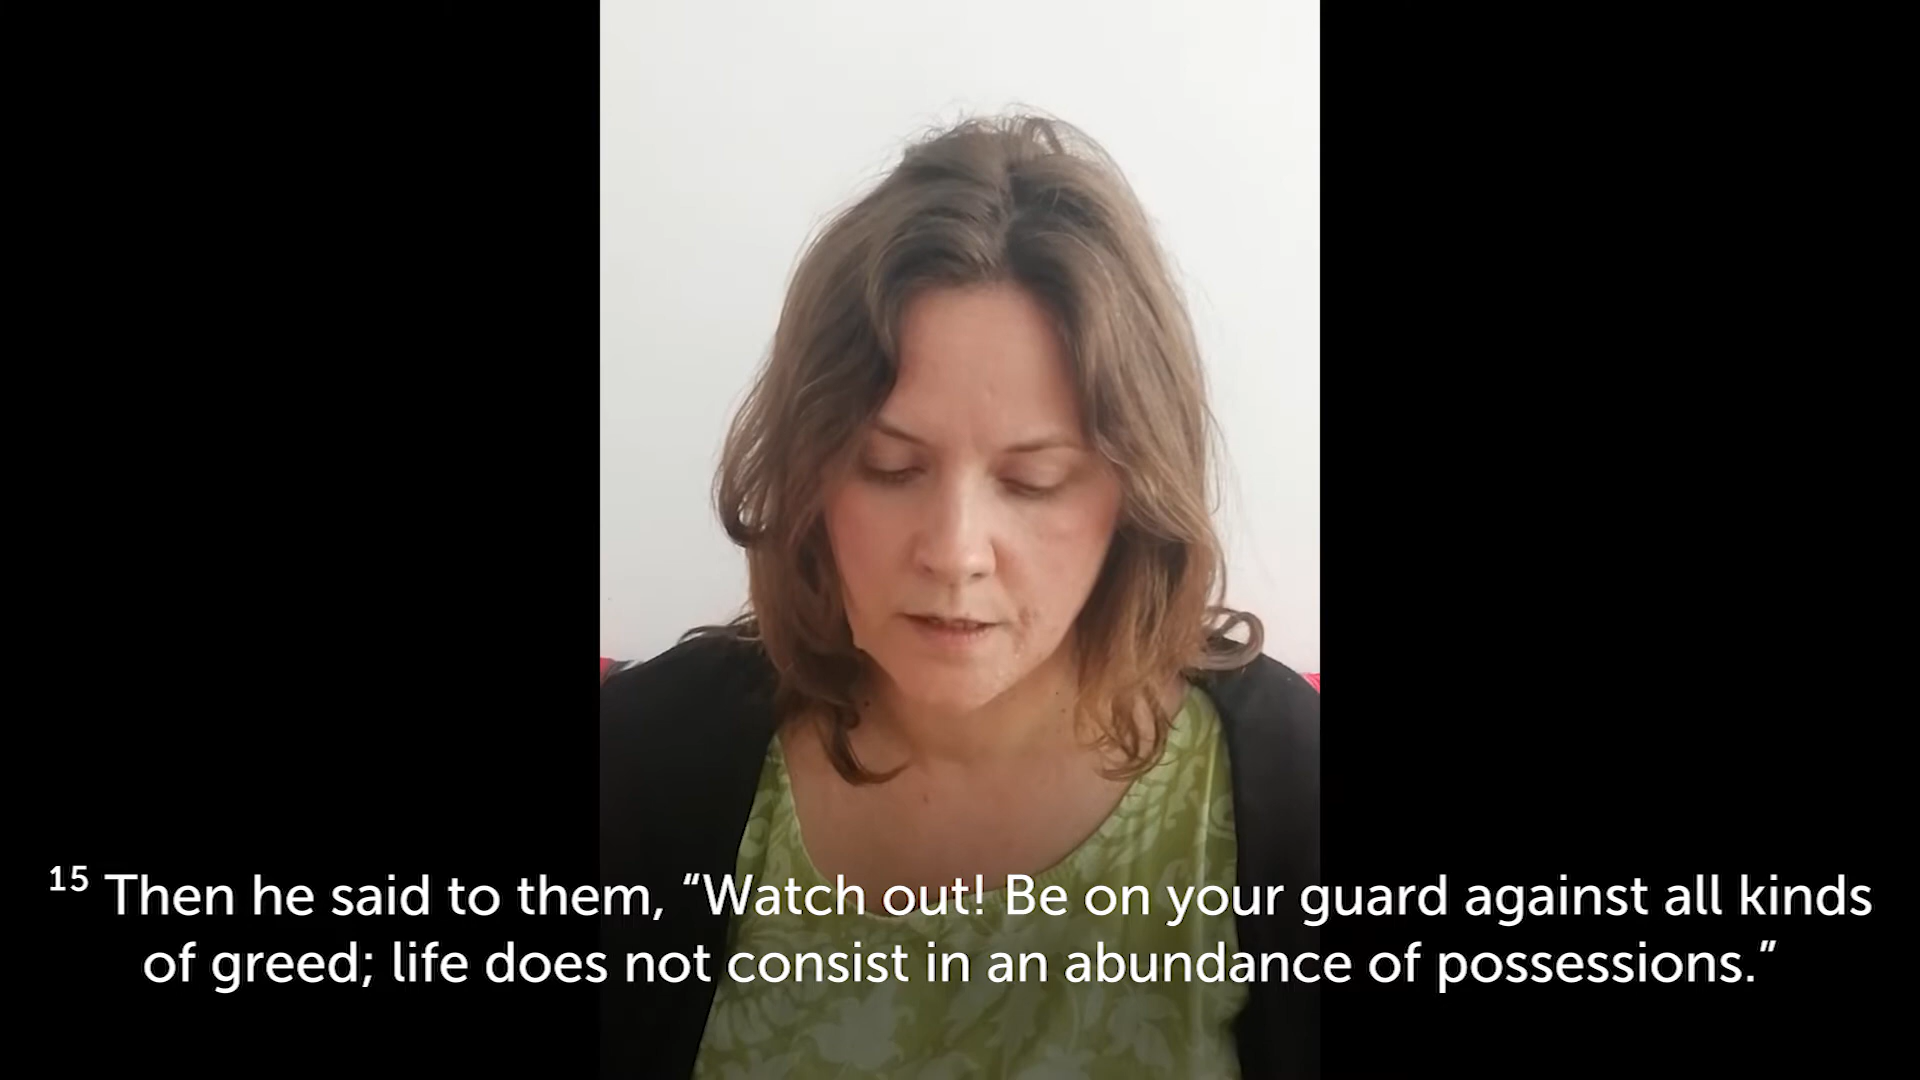 15 Then he said to them, “Watch out! Be on your guard against all kinds
of greed; life does not consist in an abundance of possessions.”